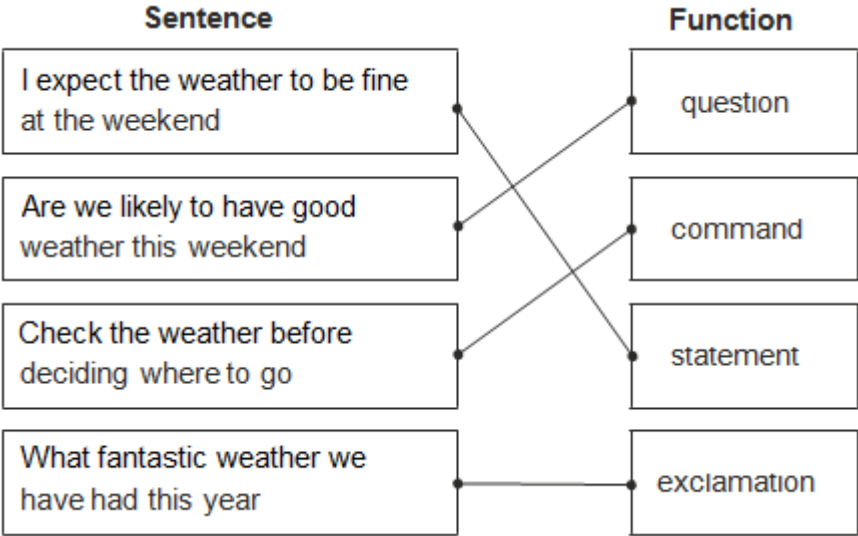 Sentence
Function
I expect the weather to be fine
at the weekend
question
Are we likely to have good
weather this weekend
command
Check the weather before
deciding where to go
statement
What fantastic weather we
have had this year
exclamation